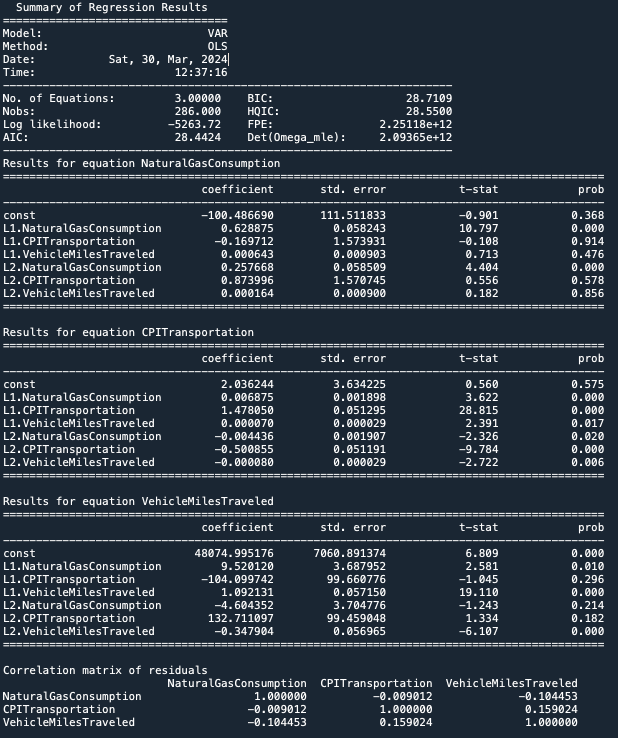 Summary of Regression Results
==================================
Model:                         VAR
Method:                        OLS
Date:           Sat, 30, Mar, 2024
Time:                     12:37:16
--------------------------------------------------------------------
No. of Equations:         3.00000    BIC:                    28.7109
Nobs:                     286.000    HQIC:                   28.5500
Log likelihood:          -5263.72    FPE:                2.25118e+12
AIC:                      28.4424    Det(Omega_mle):     2.09365e+12
--------------------------------------------------------------------
Results for equation NaturalGasConsumption
===========================================================================================
coefficient       std. error           t-stat            prob
-------------------------------------------------------------------------------------------
const                         -100.486690       111.511833           -0.901           0.368
L1.NaturalGasConsumption         0.628875         0.058243           10.797           0.000
L1.CPITransportation            -0.169712         1.573931           -0.108           0.914
L1.VehicleMilesTraveled          0.000643         0.000903            0.713           0.476
L2.NaturalGasConsumption         0.257668         0.058509            4.404           0.000
L2.CPITransportation             0.873996         1.570745            0.556           0.578
L2.VehicleMilesTraveled          0.000164         0.000900            0.182           0.856
===========================================================================================
Results for equation CPITransportation
===========================================================================================
coefficient       std. error           t-stat            prob
-------------------------------------------------------------------------------------------
const                            2.036244         3.634225            0.560           0.575
L1.NaturalGasConsumption         0.006875         0.001898            3.622           0.000
L1.CPITransportation             1.478050         0.051295           28.815           0.000
L1.VehicleMilesTraveled          0.000070         0.000029            2.391           0.017
L2.NaturalGasConsumption        -0.004436         0.001907           -2.326           0.020
L2.CPITransportation            -0.500855         0.051191           -9.784           0.000
L2.VehicleMilesTraveled         -0.000080         0.000029           -2.722           0.006
===========================================================================================
Results for equation VehicleMilesTraveled
===========================================================================================
coefficient       std. error           t-stat            prob
-------------------------------------------------------------------------------------------
const                        48074.995176      7060.891374            6.809           0.000
L1.NaturalGasConsumption         9.520120         3.687952            2.581           0.010
L1.CPITransportation          -104.099742        99.660776           -1.045           0.296
L1.VehicleMilesTraveled          1.092131         0.057150           19.110           0.000
L2.NaturalGasConsumption        -4.604352         3.704776           -1.243           0.214
L2.CPITransportation           132.711097        99.459048            1.334           0.182
L2.VehicleMilesTraveled         -0.347904         0.056965           -6.107           0.000
===========================================================================================
Correlation matrix of residuals
NaturalGasConsumption  CPITransportation  VehicleMilesTraveled
NaturalGasConsumption               1.000000          -0.009012             -0.104453
CPITransportation                  -0.009012           1.000000              0.159024
VehicleMilesTraveled               -0.104453           0.159024              1.000000